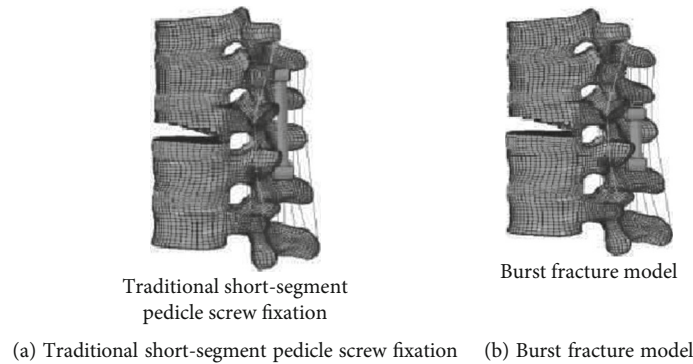 Traditional short-segment
pedicle screw fixation
Burst fracture model
(a) Traditional short-segment pedicle screw fixation
(b) Burst fracture model